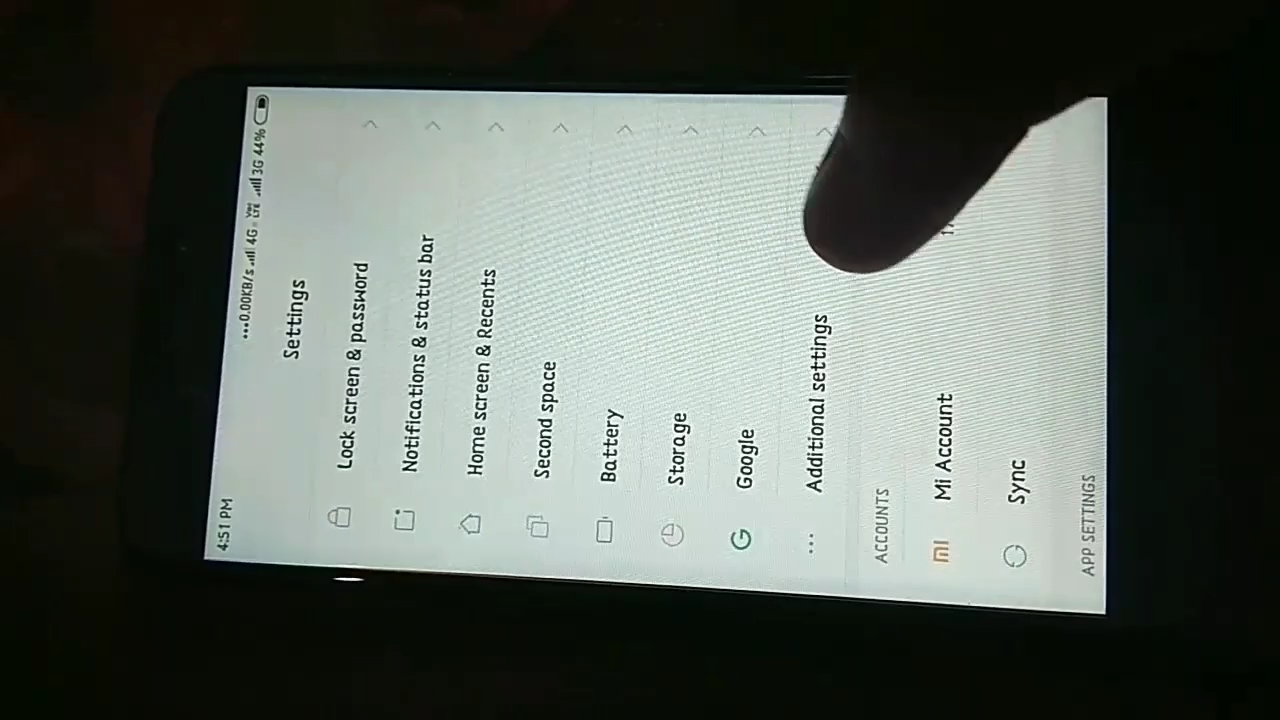 4:51 PM ...0.00KB/s 4G VoLTE 3G 44%
Settings
Lock screen & password
Notifications & status bar
Home screen & Recents
Second space
Battery
Storage
Google
Additional settings
ACCOUNTS
Mi Account
Sync
APP SETTINGS